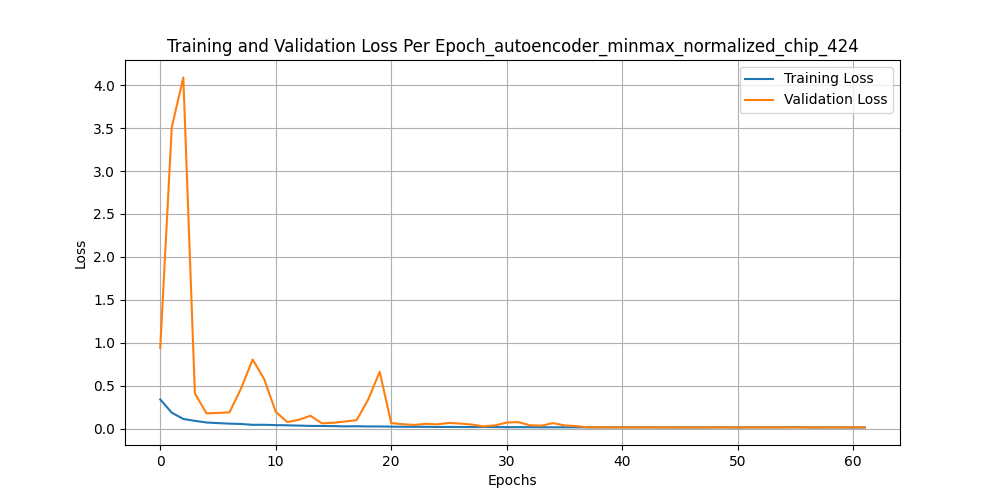 Training and Validation Loss Per Epoch_autoencoder_minmax_normalized_chip_424
Training Loss
Validation Loss
4.0
3.5
3.0
2.5
2.0
1.5
1.0
0.5
0.0
Loss
0 10 20 30 40 50 60
Epochs